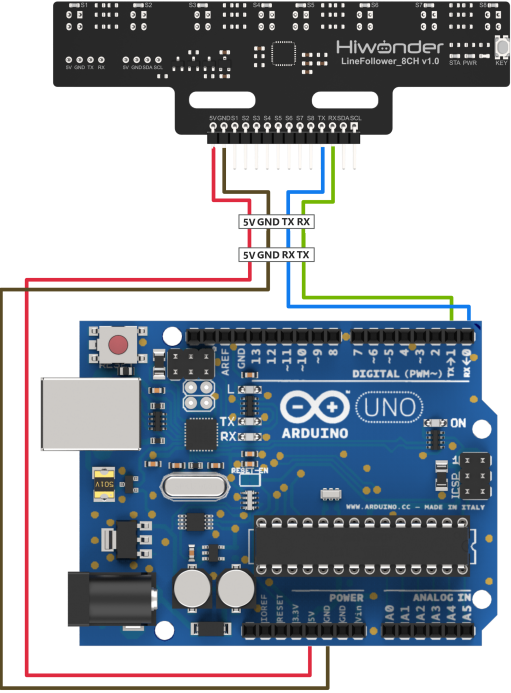 S1 S2 S3 S4 S5 S6 S7 S8
5V GND TX RX
5V GND SDA SCL
Hiwonder
LineFollower_8CH v1.0
STA PWR KEY
5V GND S1 S2 S3 S4 S5 S6 S7 S8 TX RX SDA SCL
5V GND TX RX
5V GND RX TX
AREF
GND
13
12
~11
~10
~9
8
7
~6
~5
4
~3
2
TX→1
RX←0
DIGITAL (PWM~)
L
TX
RX
ARDUINO
UNO
ON
RESET-EN
ICSP
501V
WWW.ARDUINO.CC - MADE IN ITALY
POWER
ANALOG IN
IOREF
RESET
3.3V
5V
GND
GND
Vin
A0
A1
A2
A3
A4
A5